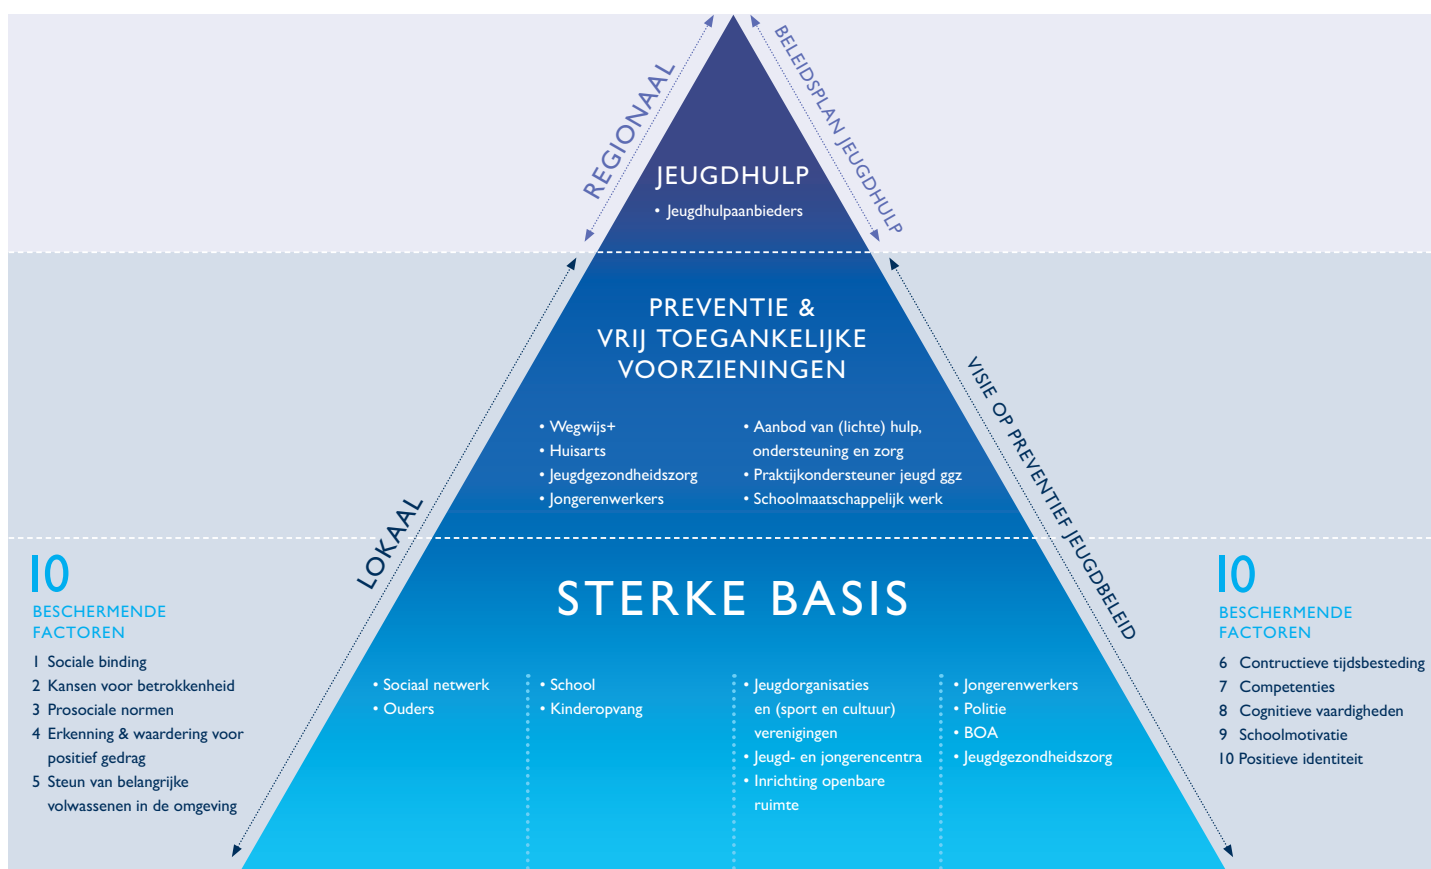 REGIONAAL
BELEIDSPLAN JEUGDHULP
JEUGDHULP
• Jeugdhulpaanbieders
PREVENTIE &
VRIJ TOEGANKELIJKE
VOORZIENINGEN
• Wegwijs+
• Huisarts
• Jeugdgezondheidszorg
• Jongerenwerkers
• Aanbod van (lichte) hulp,
ondersteuning en zorg
• Praktijkondersteuner jeugd ggz
• Schoolmaatschappelijk werk
LOKAAL
VISIE OP PREVENTIEF JEUGDBELEID
STERKE BASIS
• Sociaal netwerk
• Ouders
• School
• Kinderopvang
• Jeugdorganisaties
en (sport en cultuur)
verenigingen
• Jeugd- en jongerencentra
• Inrichting openbare
ruimte
• Jongerenwerkers
• Politie
• BOA
• Jeugdgezondheidszorg
10
BESCHERMENDE
FACTOREN
1 Sociale binding
2 Kansen voor betrokkenheid
3 Prosociale normen
4 Erkenning & waardering voor
positief gedrag
5 Steun van belangrijke
volwassenen in de omgeving
10
BESCHERMENDE
FACTOREN
6 Contructieve tijdsbesteding
7 Competenties
8 Cognitieve vaardigheden
9 Schoolmotivatie
10 Positieve identiteit